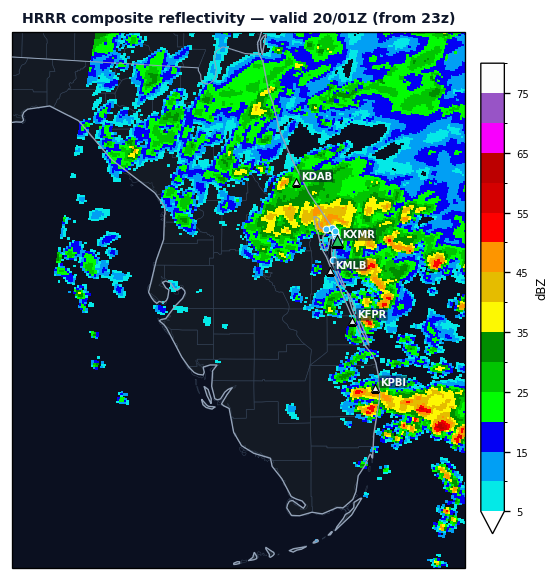 HRRR composite reflectivity — valid 20/01Z (from 23z)
KDAB
KXMR
KMLB
KFPR
KPBI
75
65
55
45
35
25
15
5
dBZ